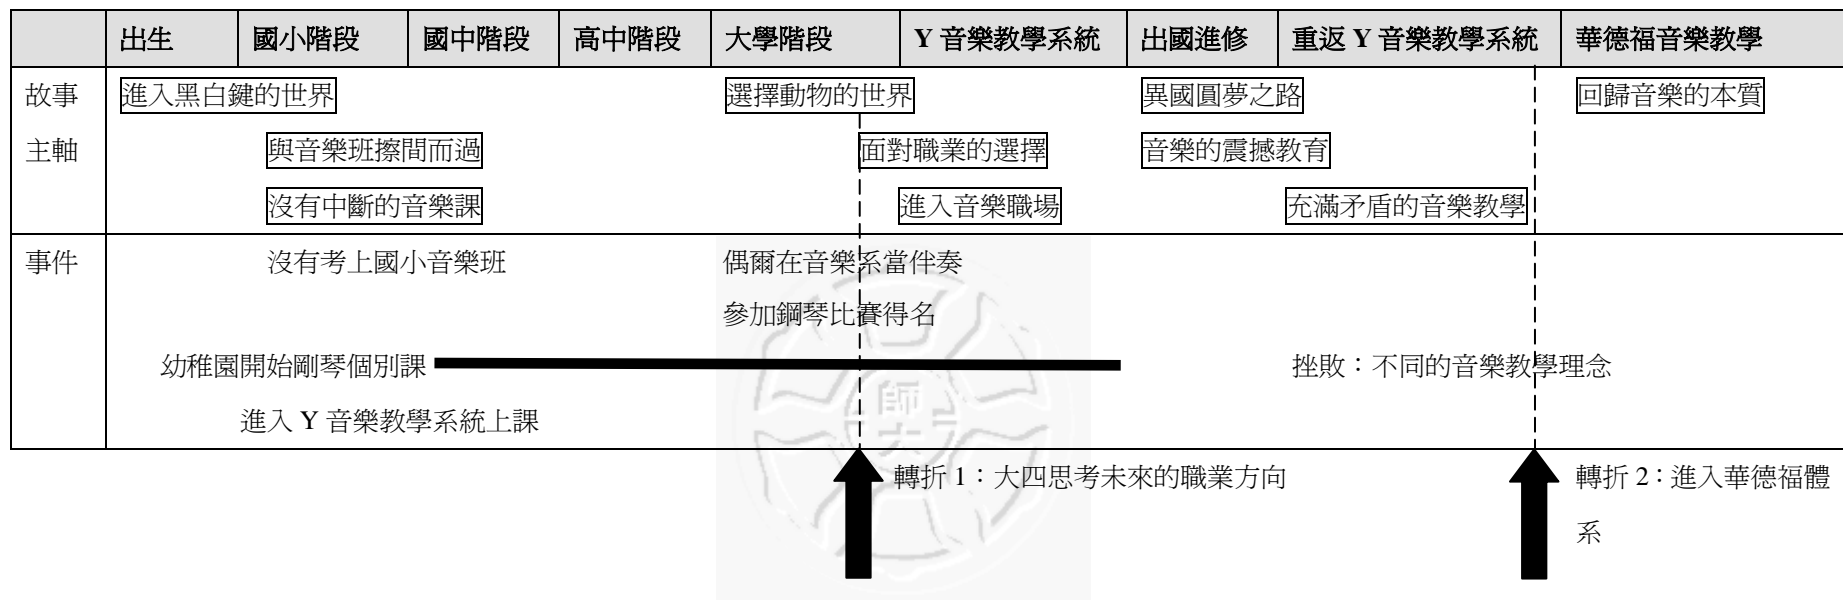 出生 國小階段 國中階段 高中階段 大學階段 Y 音樂教學系統 出國進修 重返 Y 音樂教學系統 華德福音樂教學
故事 進入黑白鍵的世界 選擇動物的世界 異國圓夢之路 回歸音樂的本質
主軸 與音樂班擦間而過 面對職業的選擇 音樂的震撼教育
沒有中斷的音樂課 進入音樂職場 充滿矛盾的音樂教學
事件 沒有考上國小音樂班 偶爾在音樂系當伴奏
參加鋼琴比賽得名
幼稚園開始剛琴個別課 挫敗：不同的音樂教學理念
進入 Y 音樂教學系統上課
師
大
轉折 1：大四思考未來的職業方向 轉折 2：進入華德福體
系